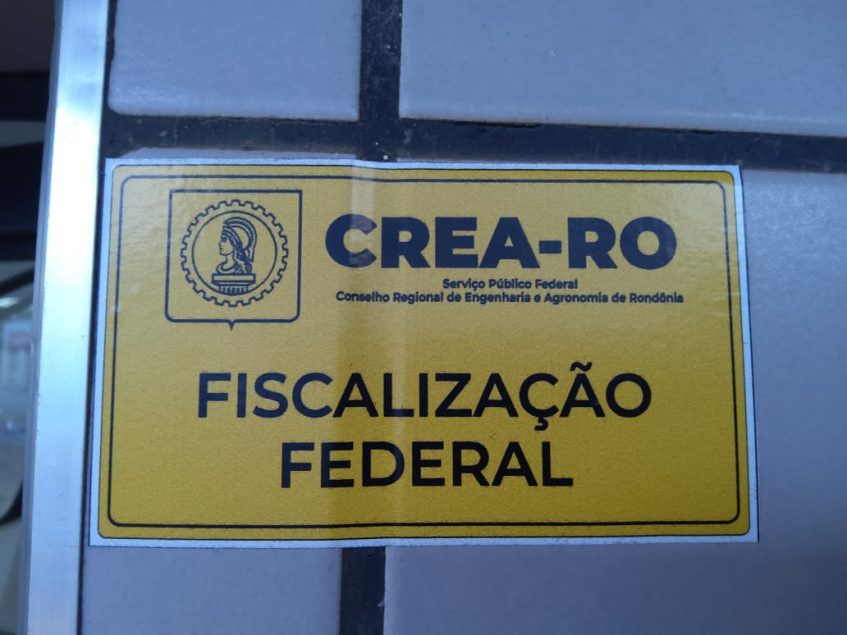 CREA-RO
Serviço Público Federal
Conselho Regional de Engenharia e Agronomia de Rondônia
FISCALIZAÇÃO
FEDERAL